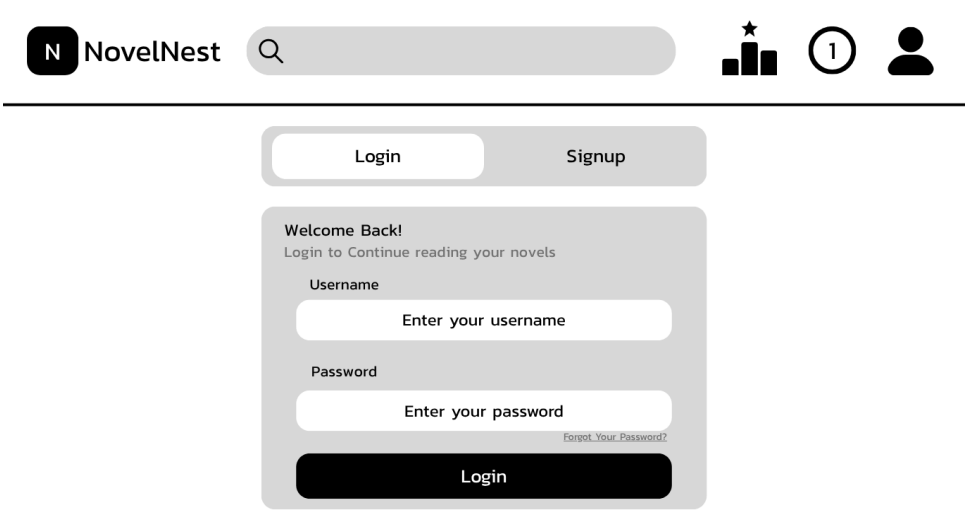 N NovelNest 1
Login Signup
Welcome Back!
Login to Continue reading your novels
Username
Enter your username
Password
Enter your password
Forgot Your Password?
Login